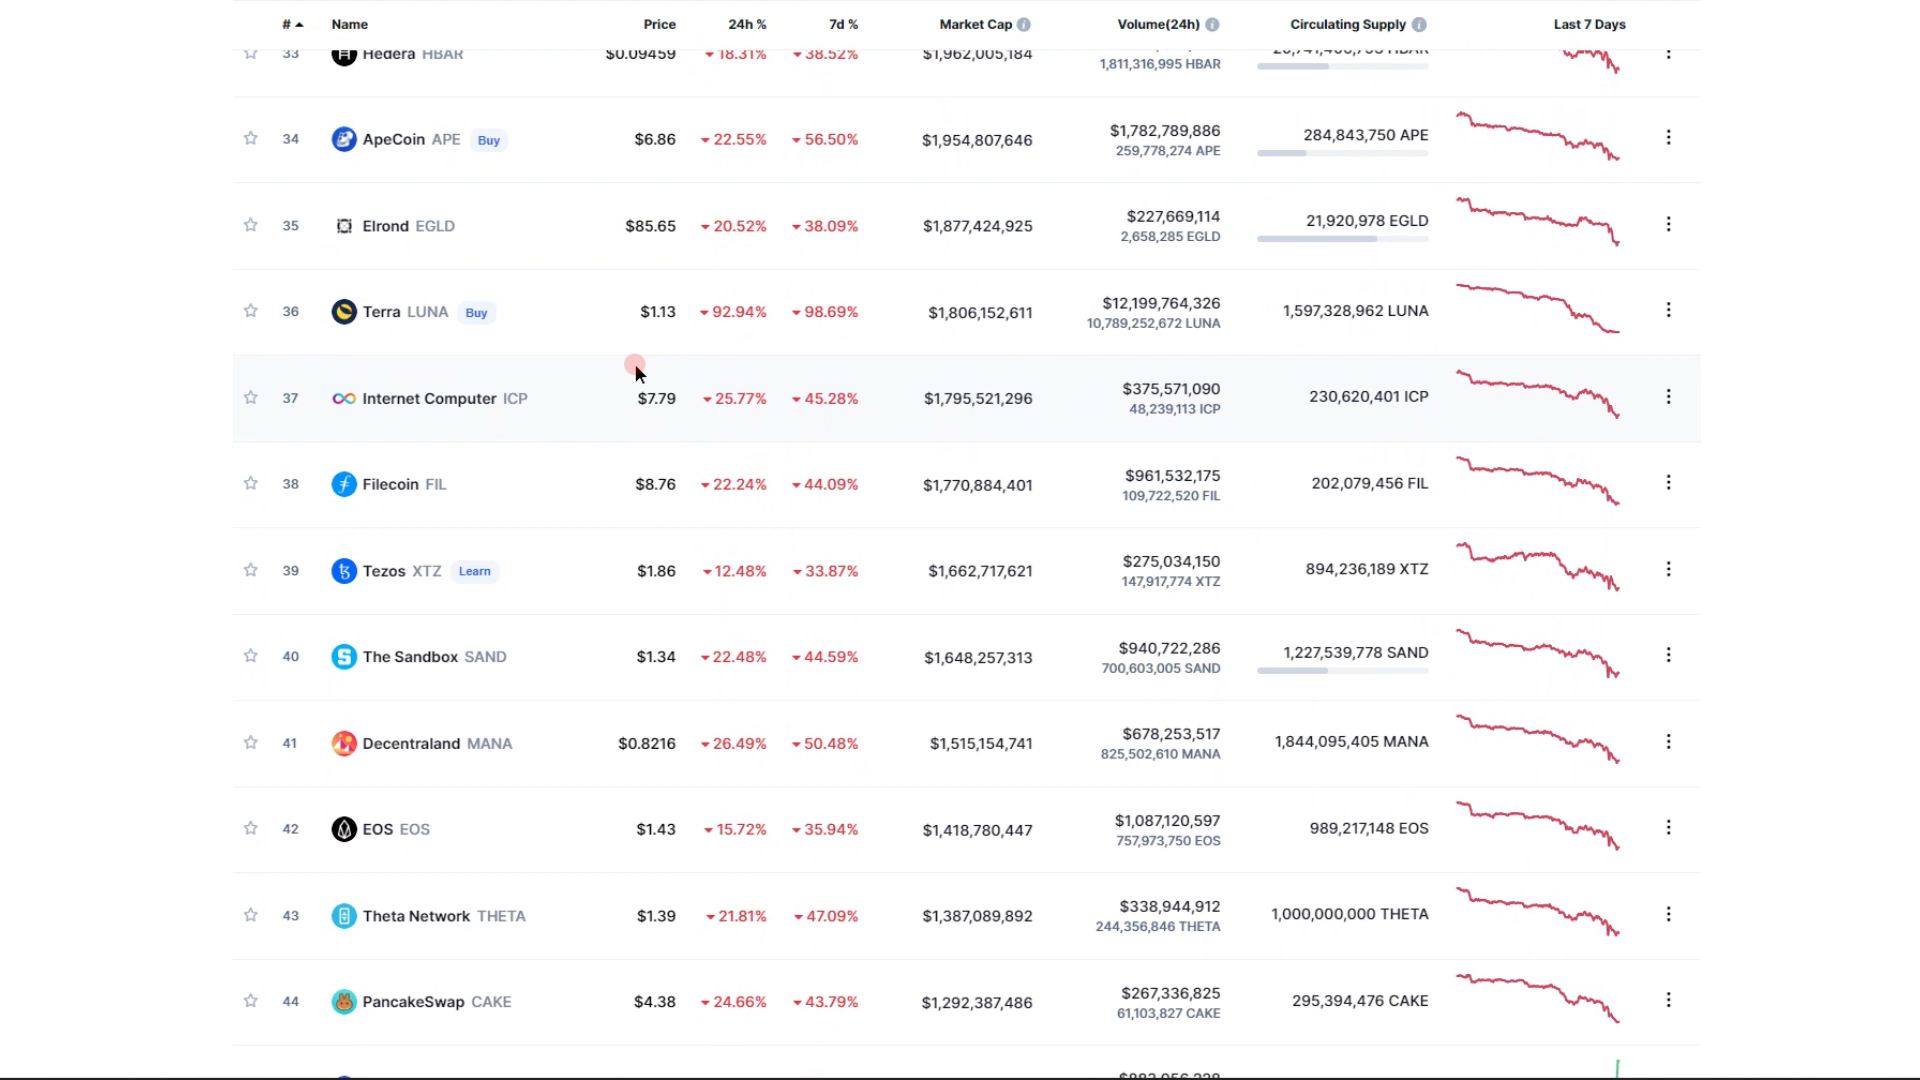 # Name Price 24h % 7d % Market Cap Volume(24h) Circulating Supply Last 7 Days
33 Hedera HBAR $0.09459 18.31% 38.52% $1,962,005,184
1,811,316,995 HBAR
34 ApeCoin APE Buy $6.86 22.55% 56.50% $1,954,807,646 $1,782,789,886 284,843,750 APE
259,778,274 APE
35 Elrond EGLD $85.65 20.52% 38.09% $1,877,424,925 $227,669,114 21,920,978 EGLD
2,658,285 EGLD
36 Terra LUNA Buy $1.13 92.94% 98.69% $1,806,152,611 $12,199,764,326 1,597,328,962 LUNA
10,789,252,672 LUNA
37 Internet Computer ICP $7.79 25.77% 45.28% $1,795,521,296 $375,571,090 230,620,401 ICP
48,239,113 ICP
38 Filecoin FIL $8.76 22.24% 44.09% $1,770,884,401 $961,532,175 202,079,456 FIL
109,722,520 FIL
39 Tezos XTZ Learn $1.86 12.48% 33.87% $1,662,717,621 $275,034,150 894,236,189 XTZ
147,917,774 XTZ
40 The Sandbox SAND $1.34 22.48% 44.59% $1,648,257,313 $940,722,286 1,227,539,778 SAND
700,603,005 SAND
41 Decentraland MANA $0.8216 26.49% 50.48% $1,515,154,741 $678,253,517 1,844,095,405 MANA
825,502,610 MANA
42 EOS EOS $1.43 15.72% 35.94% $1,418,780,447 $1,087,120,597 989,217,148 EOS
757,973,750 EOS
43 Theta Network THETA $1.39 21.81% 47.09% $1,387,089,892 $338,944,912 1,000,000,000 THETA
244,356,846 THETA
44 PancakeSwap CAKE $4.38 24.66% 43.79% $1,292,387,486 $267,336,825 295,394,476 CAKE
61,103,827 CAKE